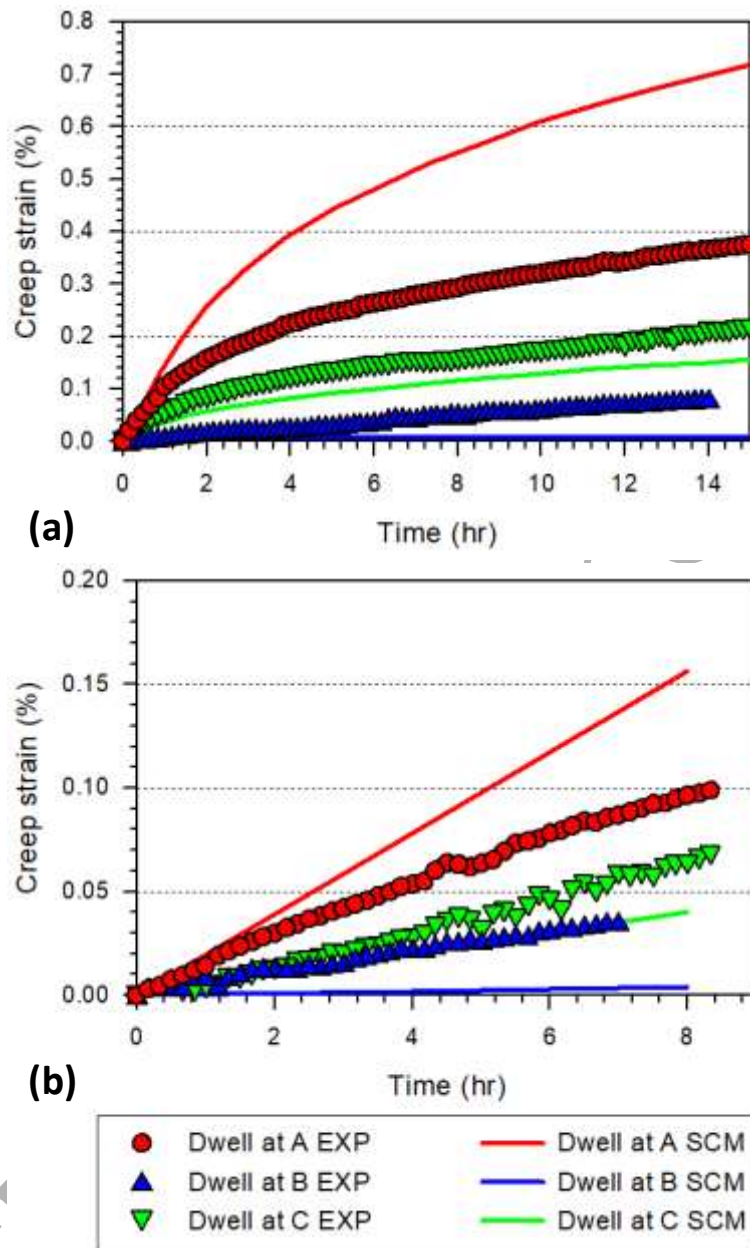 0.8
0.7
0.6
0.5
0.4
0.3
0.2
0.1
0.0
Creep strain (%)
0 2 4 6 8 10 12 14
Time (hr)
(a)
0.20
0.15
0.10
0.05
0.00
Creep strain (%)
0 2 4 6 8
Time (hr)
(b)
Dwell at A EXP Dwell at A SCM
Dwell at B EXP Dwell at B SCM
Dwell at C EXP Dwell at C SCM